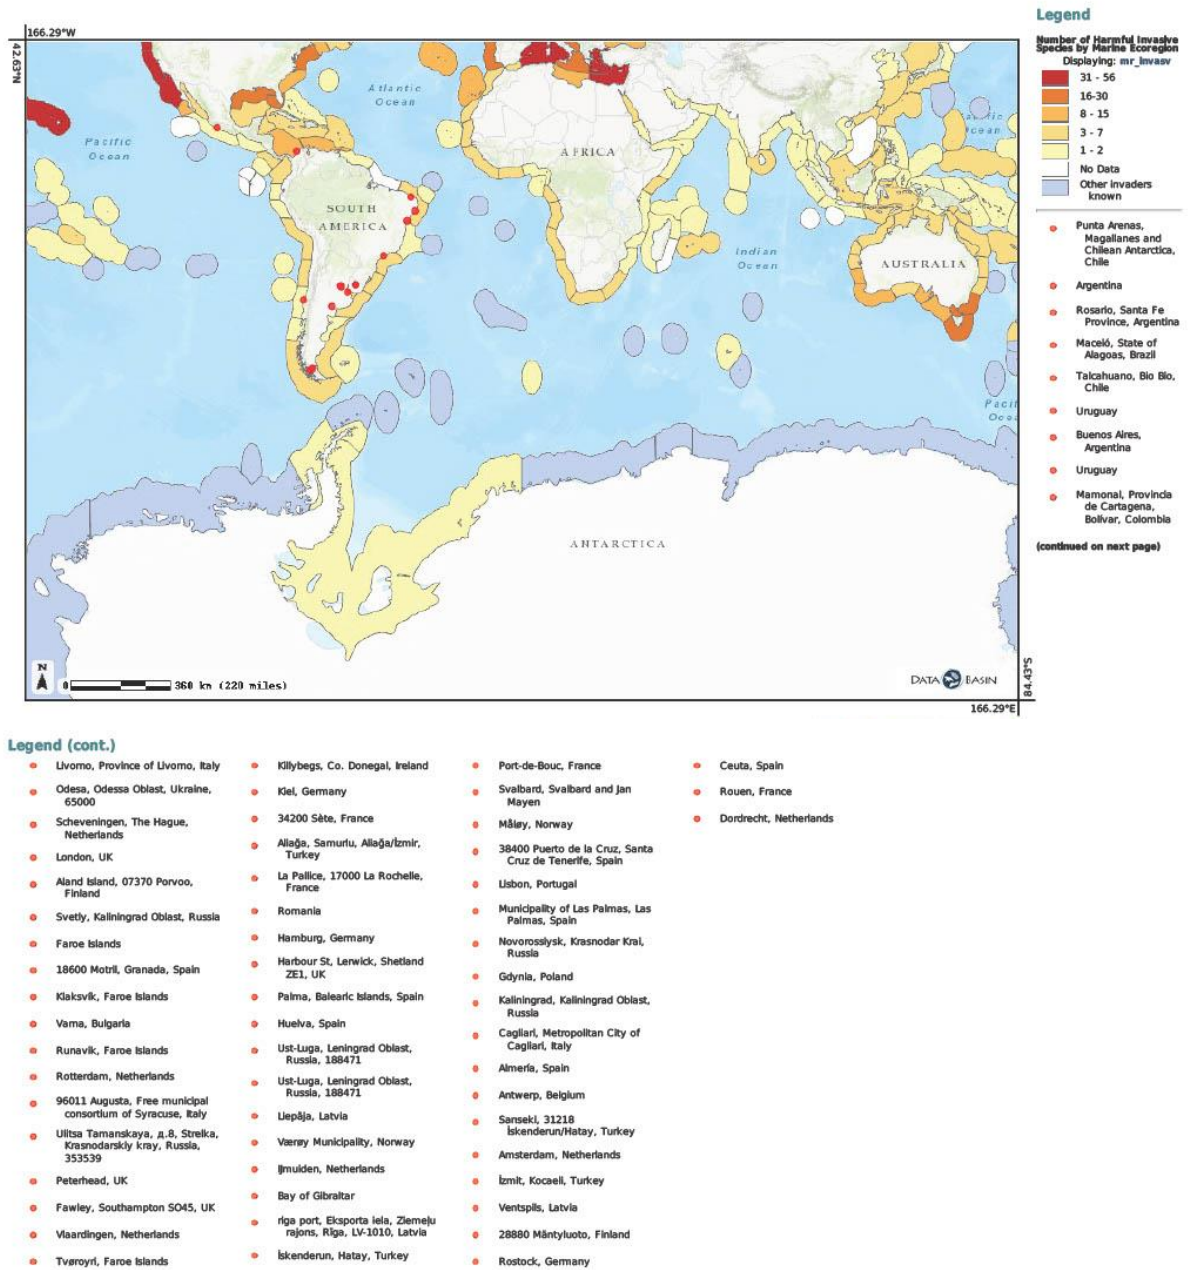 166.29°W
42.63°N
Atlantic
Ocean
Pacific
Ocean
AFRICA
SOUTH
AMERICA
Indian
Ocean
AUSTRALIA
ANTARCTICA
N
0 360 km (220 miles)
DATA BASIN
84.43°S
166.29°E
Legend
Number of Harmful Invasive
Species by Marine Ecoregion
Displaying: mr_invasv
31 - 56
16-30
8 - 15
3 - 7
1 - 2
No Data
Other invaders
known
Punta Arenas,
Magallanes and
Chilean Antarctica,
Chile
Argentina
Rosario, Santa Fe
Province, Argentina
Maceió, State of
Alagoas, Brazil
Talcahuano, Bio Bio,
Chile
Uruguay
Buenos Aires,
Argentina
Uruguay
Mamonal, Provincia
de Cartagena,
Bolívar, Colombia
(continued on next page)
Legend (cont.)
Livorno, Province of Livorno, Italy
Odesa, Odessa Oblast, Ukraine,
65000
Scheveningen, The Hague,
Netherlands
London, UK
Aland Island, 07370 Porvoo,
Finland
Svetly, Kaliningrad Oblast, Russia
Faroe Islands
18600 Motril, Granada, Spain
Klaksvík, Faroe Islands
Varna, Bulgaria
Runavik, Faroe Islands
Rotterdam, Netherlands
96011 Augusta, Free municipal
consortium of Syracuse, Italy
Ulitsa Tamanskaya, д.8, Strelka,
Krasnodarskiy kray, Russia,
353539
Peterhead, UK
Fawley, Southampton SO45, UK
Vlaardingen, Netherlands
Tvøroyri, Faroe Islands
Killybegs, Co. Donegal, Ireland
Kiel, Germany
34200 Sète, France
Aliağa, Samurlu, Aliağa/İzmir,
Turkey
La Pallice, 17000 La Rochelle,
France
Romania
Hamburg, Germany
Harbour St, Lerwick, Shetland
ZE1, UK
Palma, Balearic Islands, Spain
Huelva, Spain
Ust-Luga, Leningrad Oblast,
Russia, 188471
Ust-Luga, Leningrad Oblast,
Russia, 188471
Liepāja, Latvia
Værøy Municipality, Norway
IJmuiden, Netherlands
Bay of Gibraltar
riga port, Eksporta iela, Ziemeļu
rajons, Rīga, LV-1010, Latvia
İskenderun, Hatay, Turkey
Port-de-Bouc, France
Svalbard, Svalbard and Jan
Mayen
Måløy, Norway
38400 Puerto de la Cruz, Santa
Cruz de Tenerife, Spain
Lisbon, Portugal
Municipality of Las Palmas, Las
Palmas, Spain
Novorossiysk, Krasnodar Krai,
Russia
Gdynia, Poland
Kaliningrad, Kaliningrad Oblast,
Russia
Cagliari, Metropolitan City of
Cagliari, Italy
Almería, Spain
Antwerp, Belgium
Sarıseki, 31218
İskenderun/Hatay, Turkey
Amsterdam, Netherlands
İzmit, Kocaeli, Turkey
Ventspils, Latvia
28880 Mäntyluoto, Finland
Rostock, Germany
Ceuta, Spain
Rouen, France
Dordrecht, Netherlands